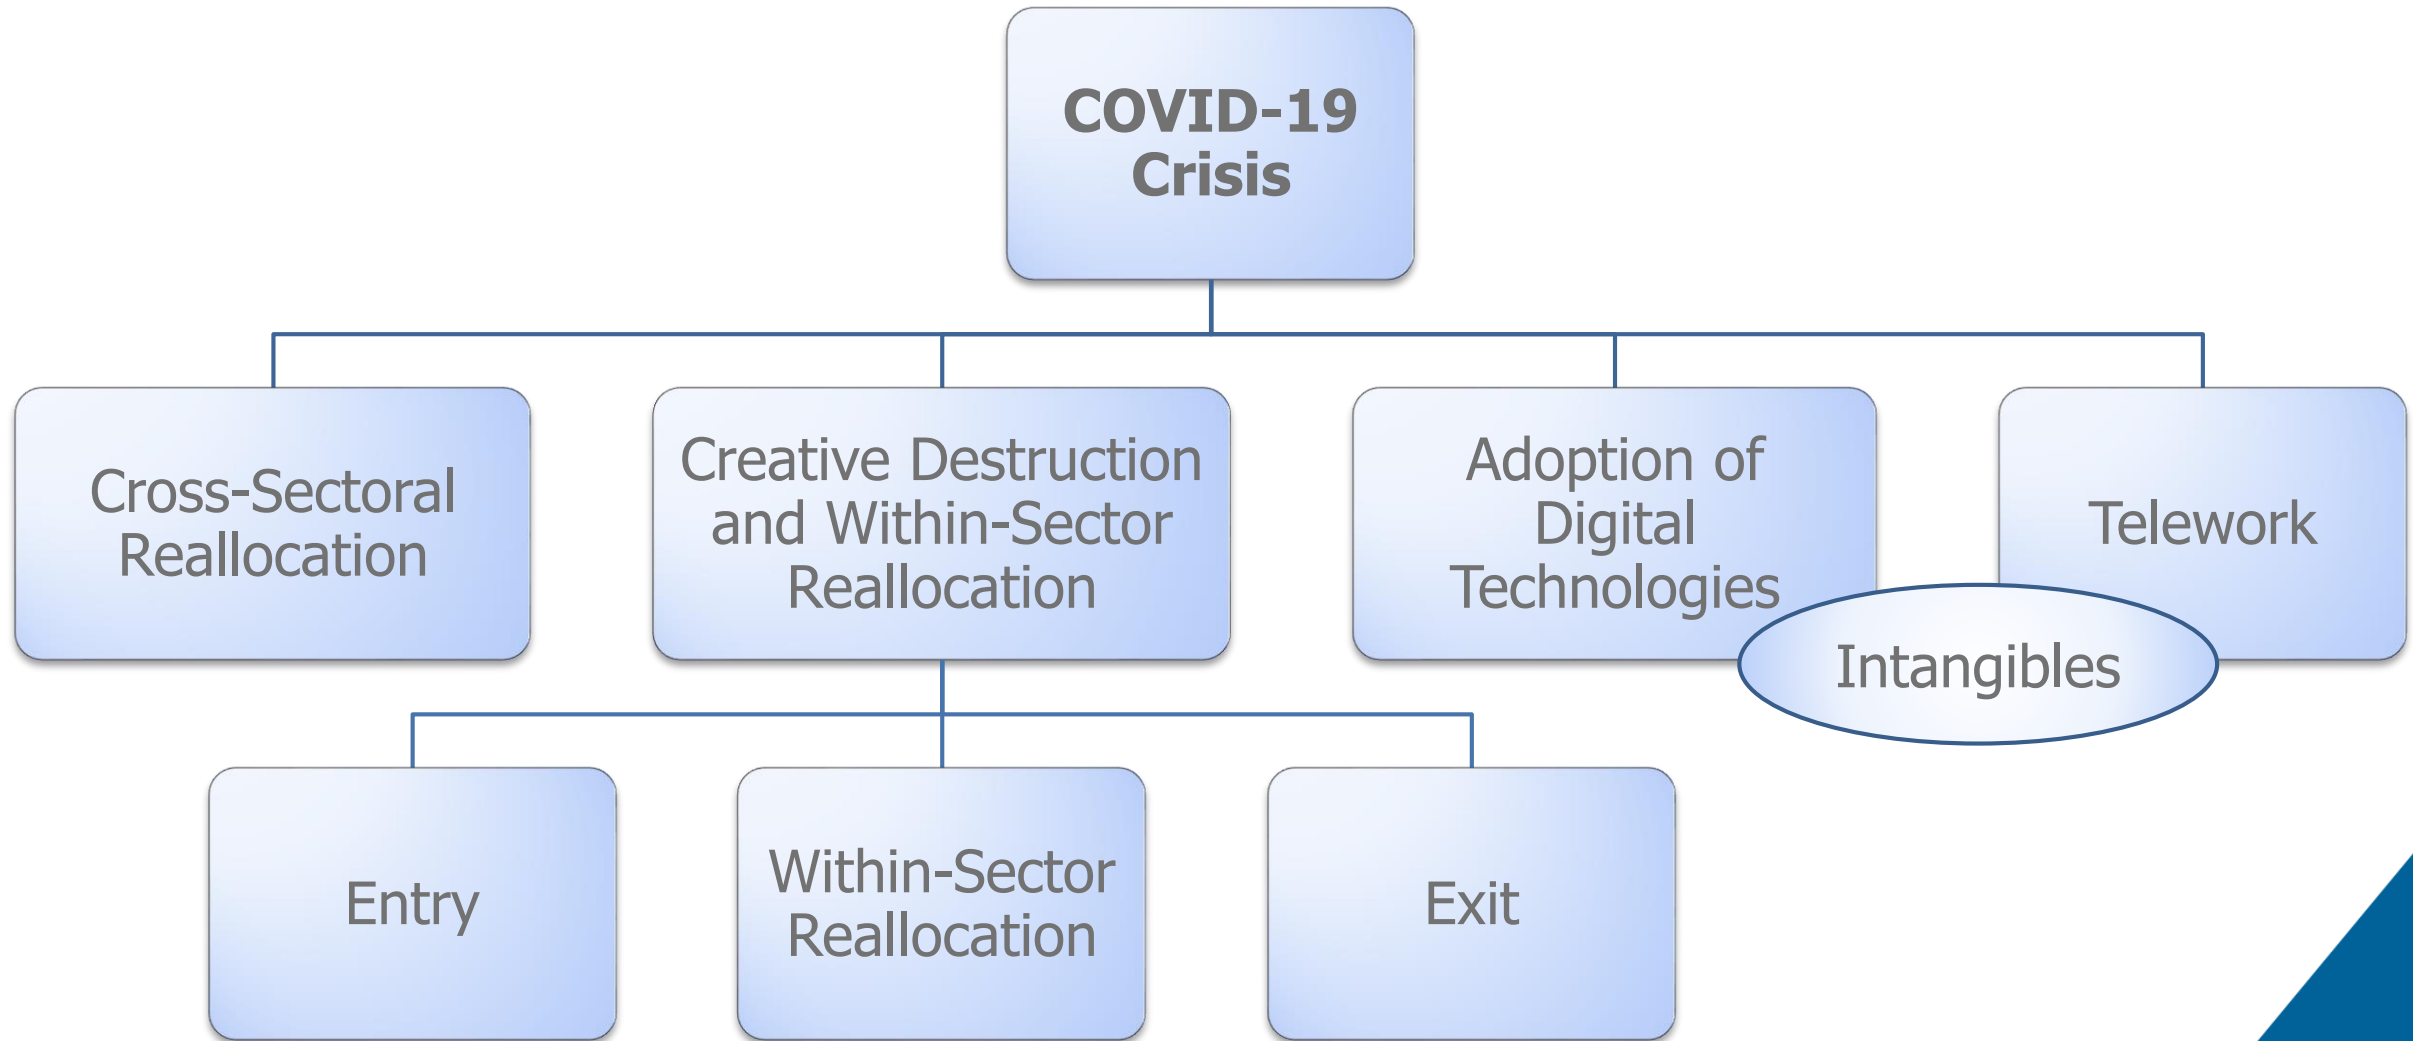 COVID-19
Crisis
Cross-Sectoral
Reallocation
Creative Destruction
and Within-Sector
Reallocation
Adoption of
Digital
Technologies
Telework
Intangibles
Entry
Within-Sector
Reallocation
Exit